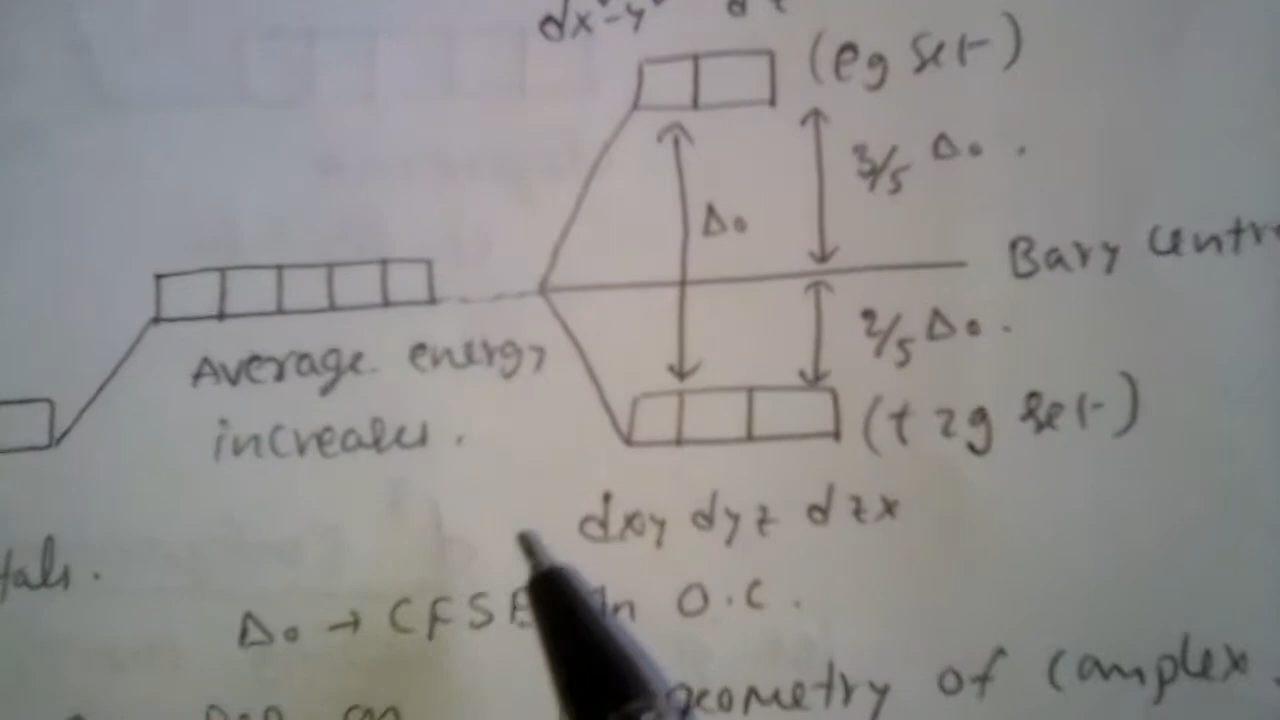 (eg set)
3/5 Δo.
Δo
Bary
Average energy
increases.
2/5 Δo.
(t2g set)
dxy dyz dzx
Δo → CFSE in O.C.
geometry of complex.